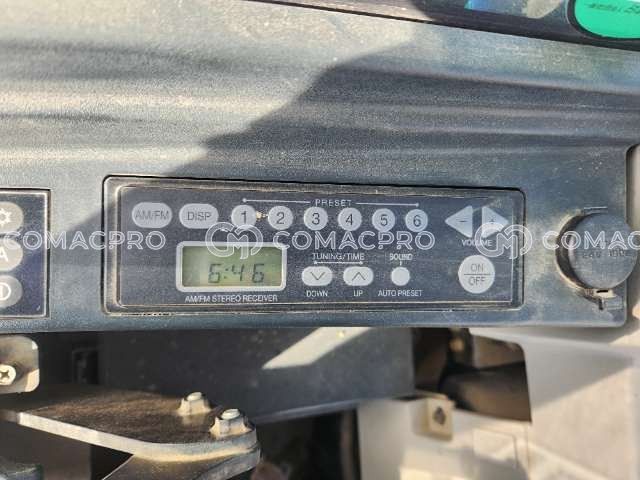 PRESET
AM/FM DISP 1 2 3 4 5 6 - +
VOLUME
COMACPRO COMACPRO
TUNING/TIME SOUND
6:46
ON
OFF
DOWN UP AUTO PRESET
AM/FM STEREO RECEIVER
A